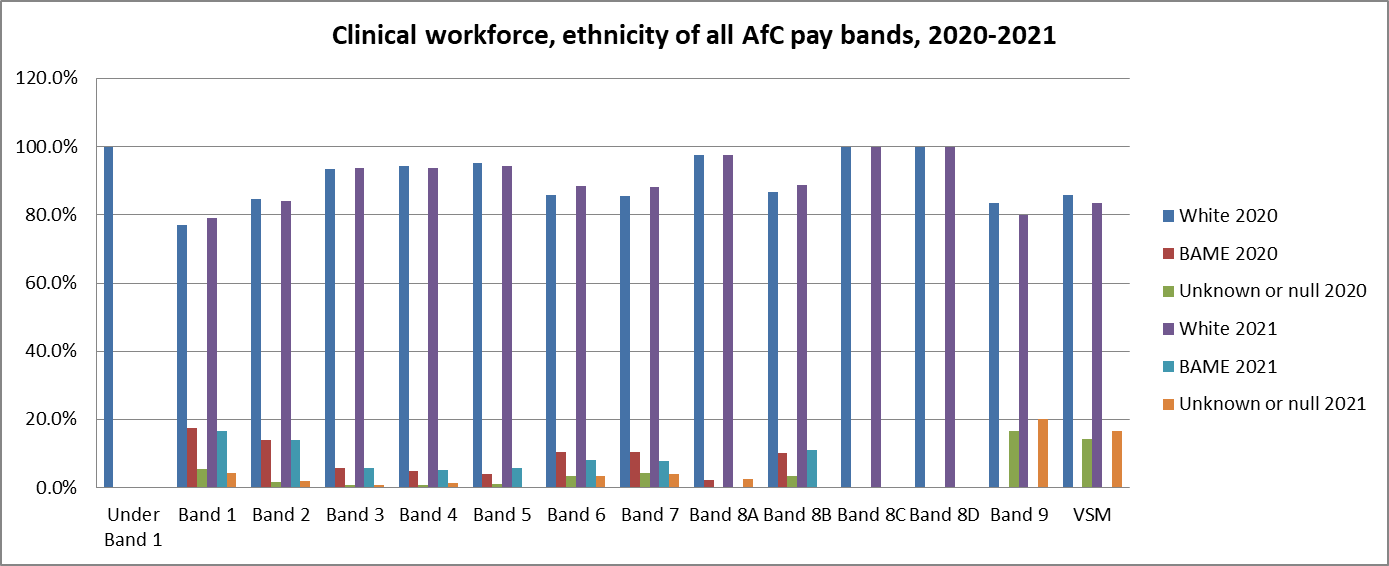 Clinical workforce, ethnicity of all AfC pay bands, 2020-2021
120.0%
100.0%
80.0%
60.0%
40.0%
20.0%
0.0%
Under Band 1 Band 2 Band 3 Band 4 Band 5 Band 6 Band 7 Band 8A Band 8B Band 8C Band 8D Band 9 VSM
Band 1
White 2020
BAME 2020
Unknown or null 2020
White 2021
BAME 2021
Unknown or null 2021